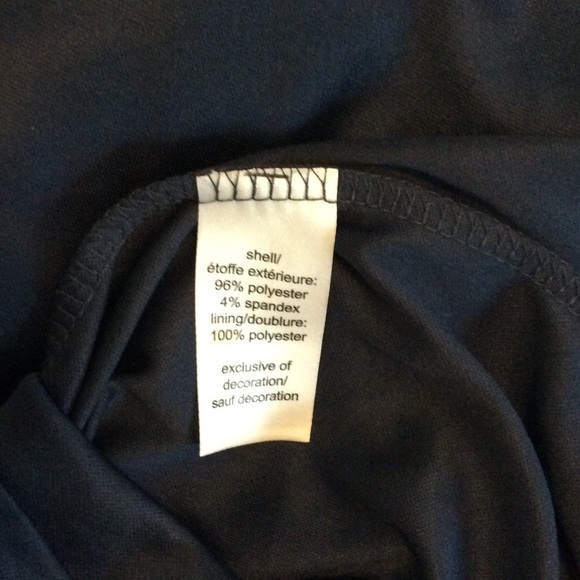 shell/
étoffe extérieure:
96% polyester
4% spandex
lining/doublure:
100% polyester
exclusive of
decoration/
sauf décoration